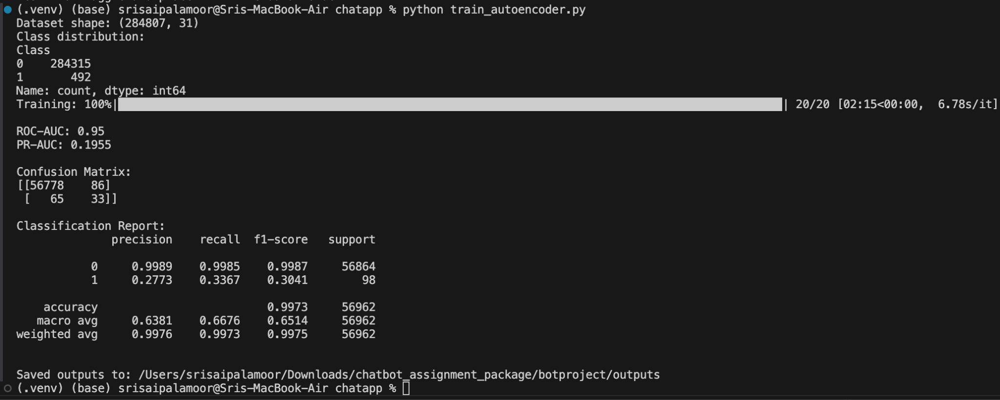 (.venv) (base) srisaipalamoor@Sris-MacBook-Air chatapp % python train_autoencoder.py
Dataset shape: (284807, 31)
Class distribution:
Class
0    284315
1       492
Name: count, dtype: int64
Training: 100%| | 20/20 [02:15<00:00,  6.78s/it]
ROC-AUC: 0.95
PR-AUC: 0.1955
Confusion Matrix:
[[56778    86]
 [   65    33]]
Classification Report:
              precision    recall  f1-score   support
           0     0.9989    0.9985    0.9987     56864
           1     0.2773    0.3367    0.3041        98
    accuracy                         0.9973     56962
   macro avg     0.6381    0.6676    0.6514     56962
weighted avg     0.9976    0.9973    0.9975     56962
Saved outputs to: /Users/srisaipalamoor/Downloads/chatbot_assignment_package/botproject/outputs
(.venv) (base) srisaipalamoor@Sris-MacBook-Air chatapp %